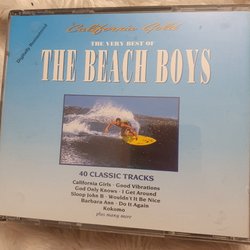 California Gold
Digitally Remastered
THE VERY BEST OF
THE BEACH BOYS
40 CLASSIC TRACKS
California Girls · Good Vibrations
God Only Knows · I Get Around
Sloop John B · Wouldn't It Be Nice
Barbara Ann · Do It Again
Kokomo
plus many more